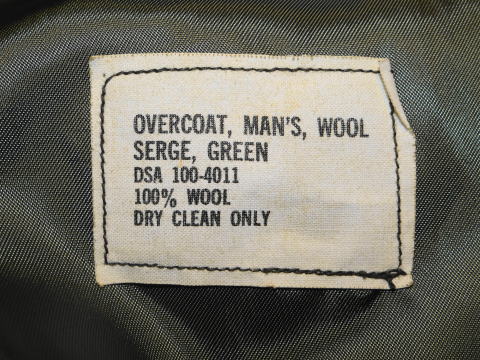 OVERCOAT, MAN'S, WOOL
SERGE, GREEN
DSA 100-4011
100% WOOL
DRY CLEAN ONLY